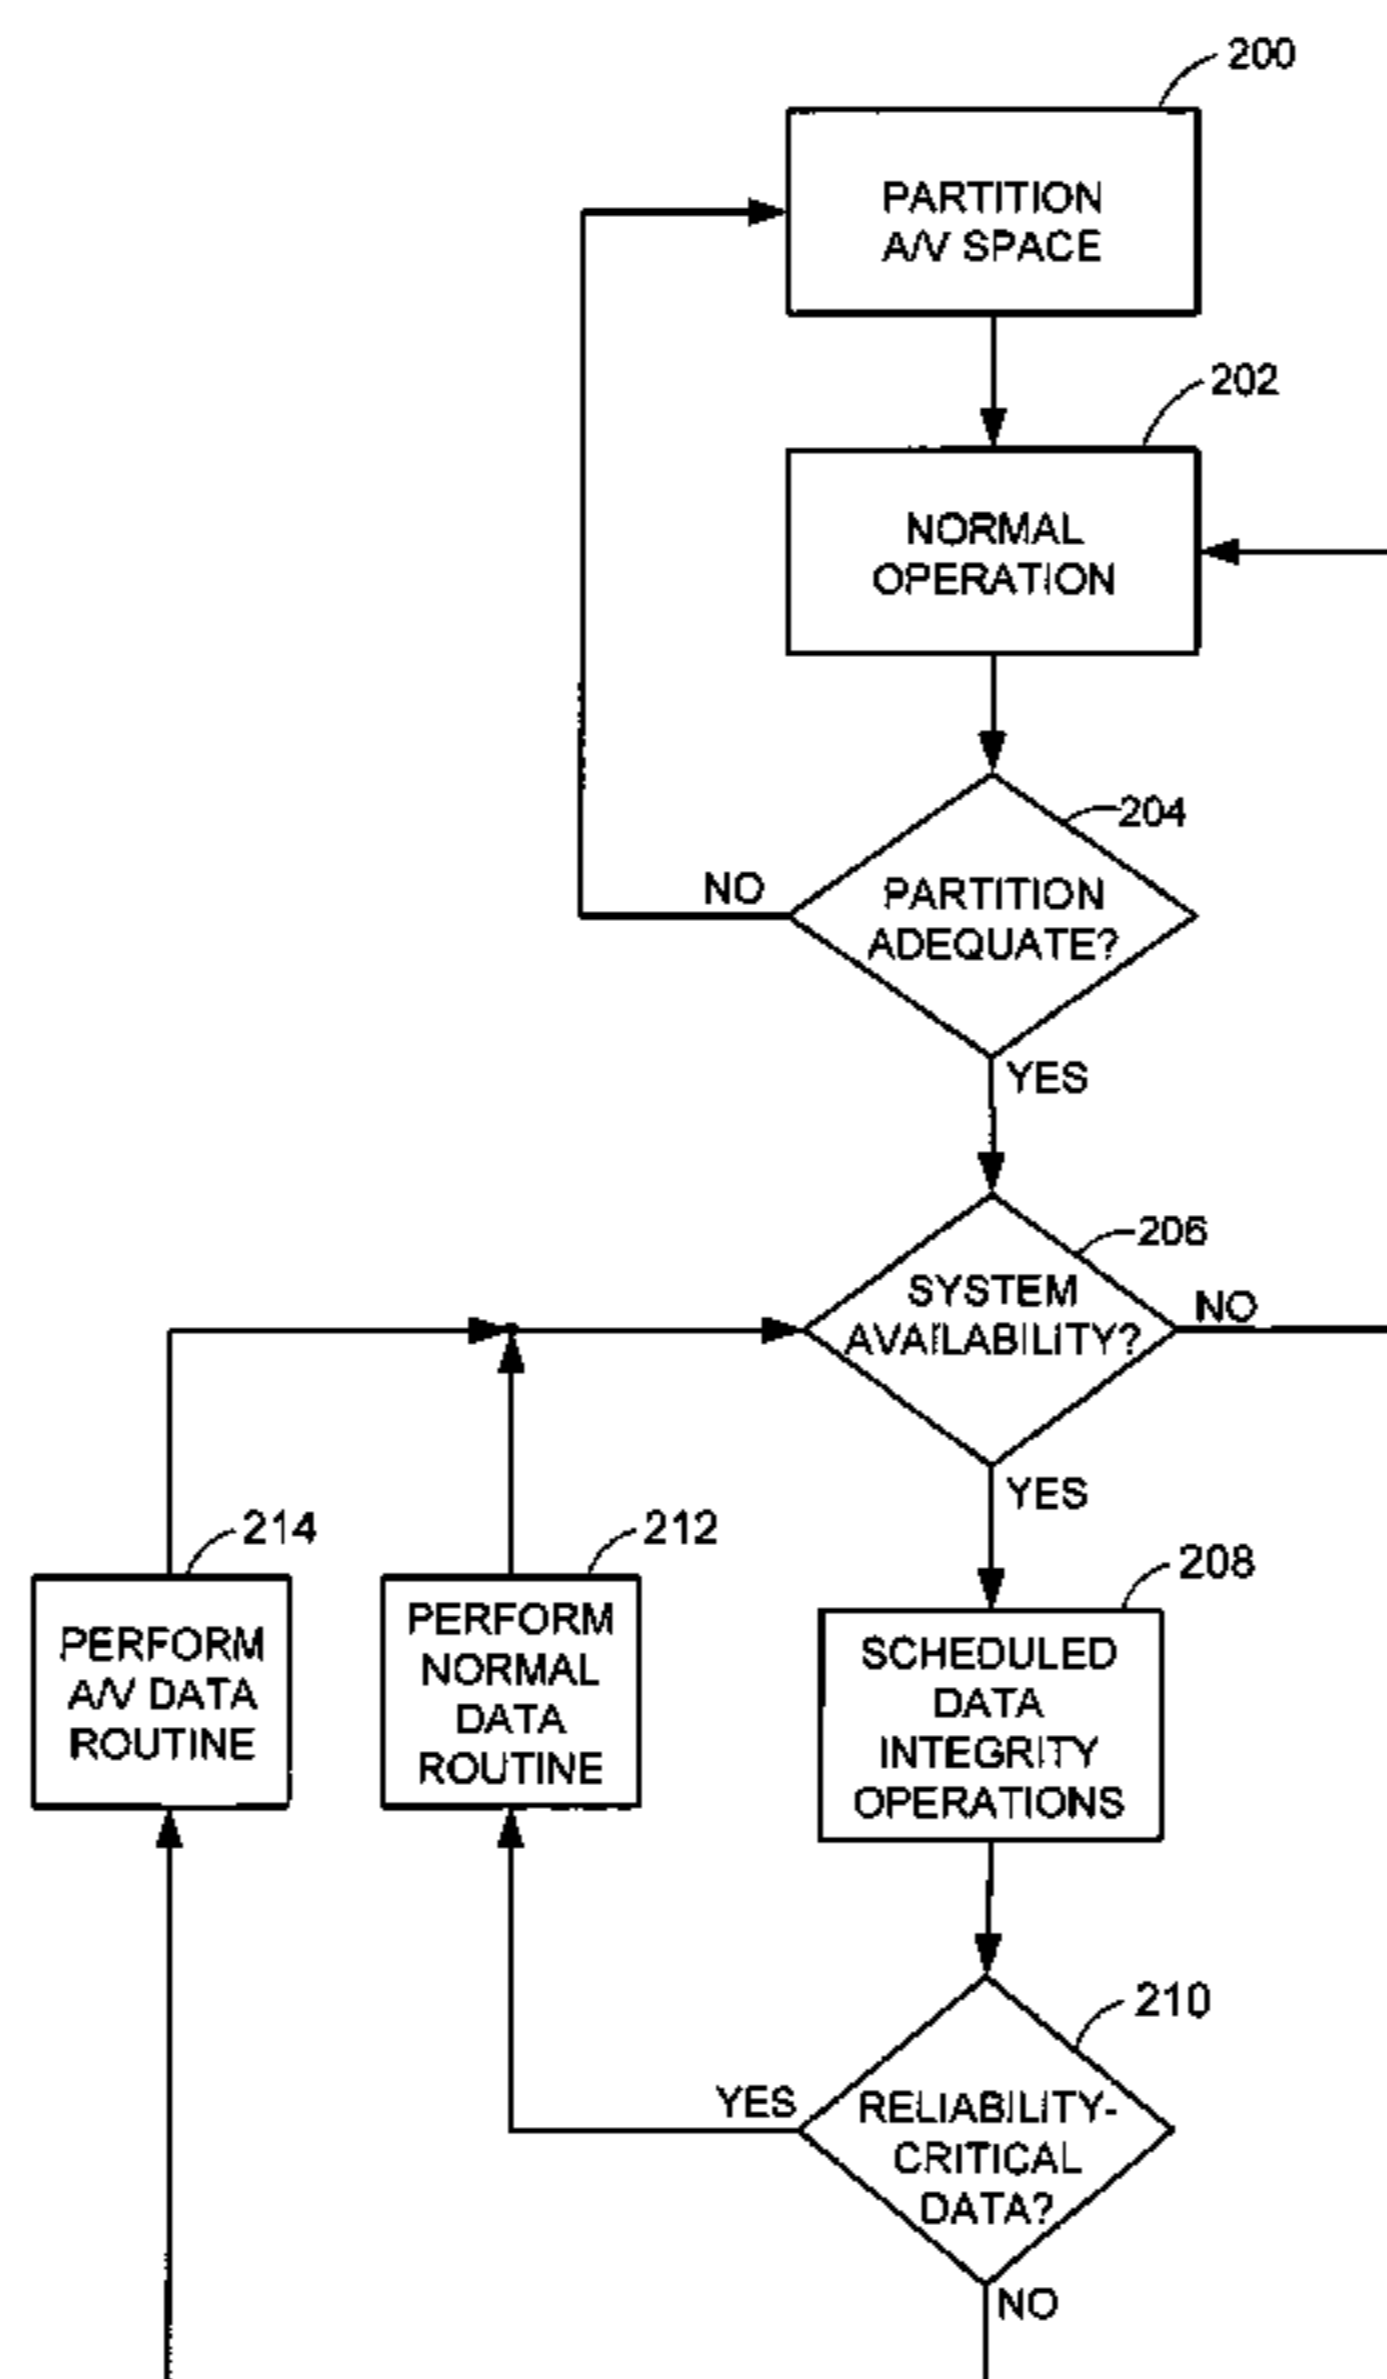 200
PARTITION
A/V SPACE
202
NORMAL
OPERATION
204
NO
PARTITION
ADEQUATE?
YES
206
SYSTEM
AVAILABILITY?
NO
YES
214
PERFORM
A/V DATA
ROUTINE
212
PERFORM
NORMAL
DATA
ROUTINE
208
SCHEDULED
DATA
INTEGRITY
OPERATIONS
210
YES
RELIABILITY-
CRITICAL
DATA?
NO